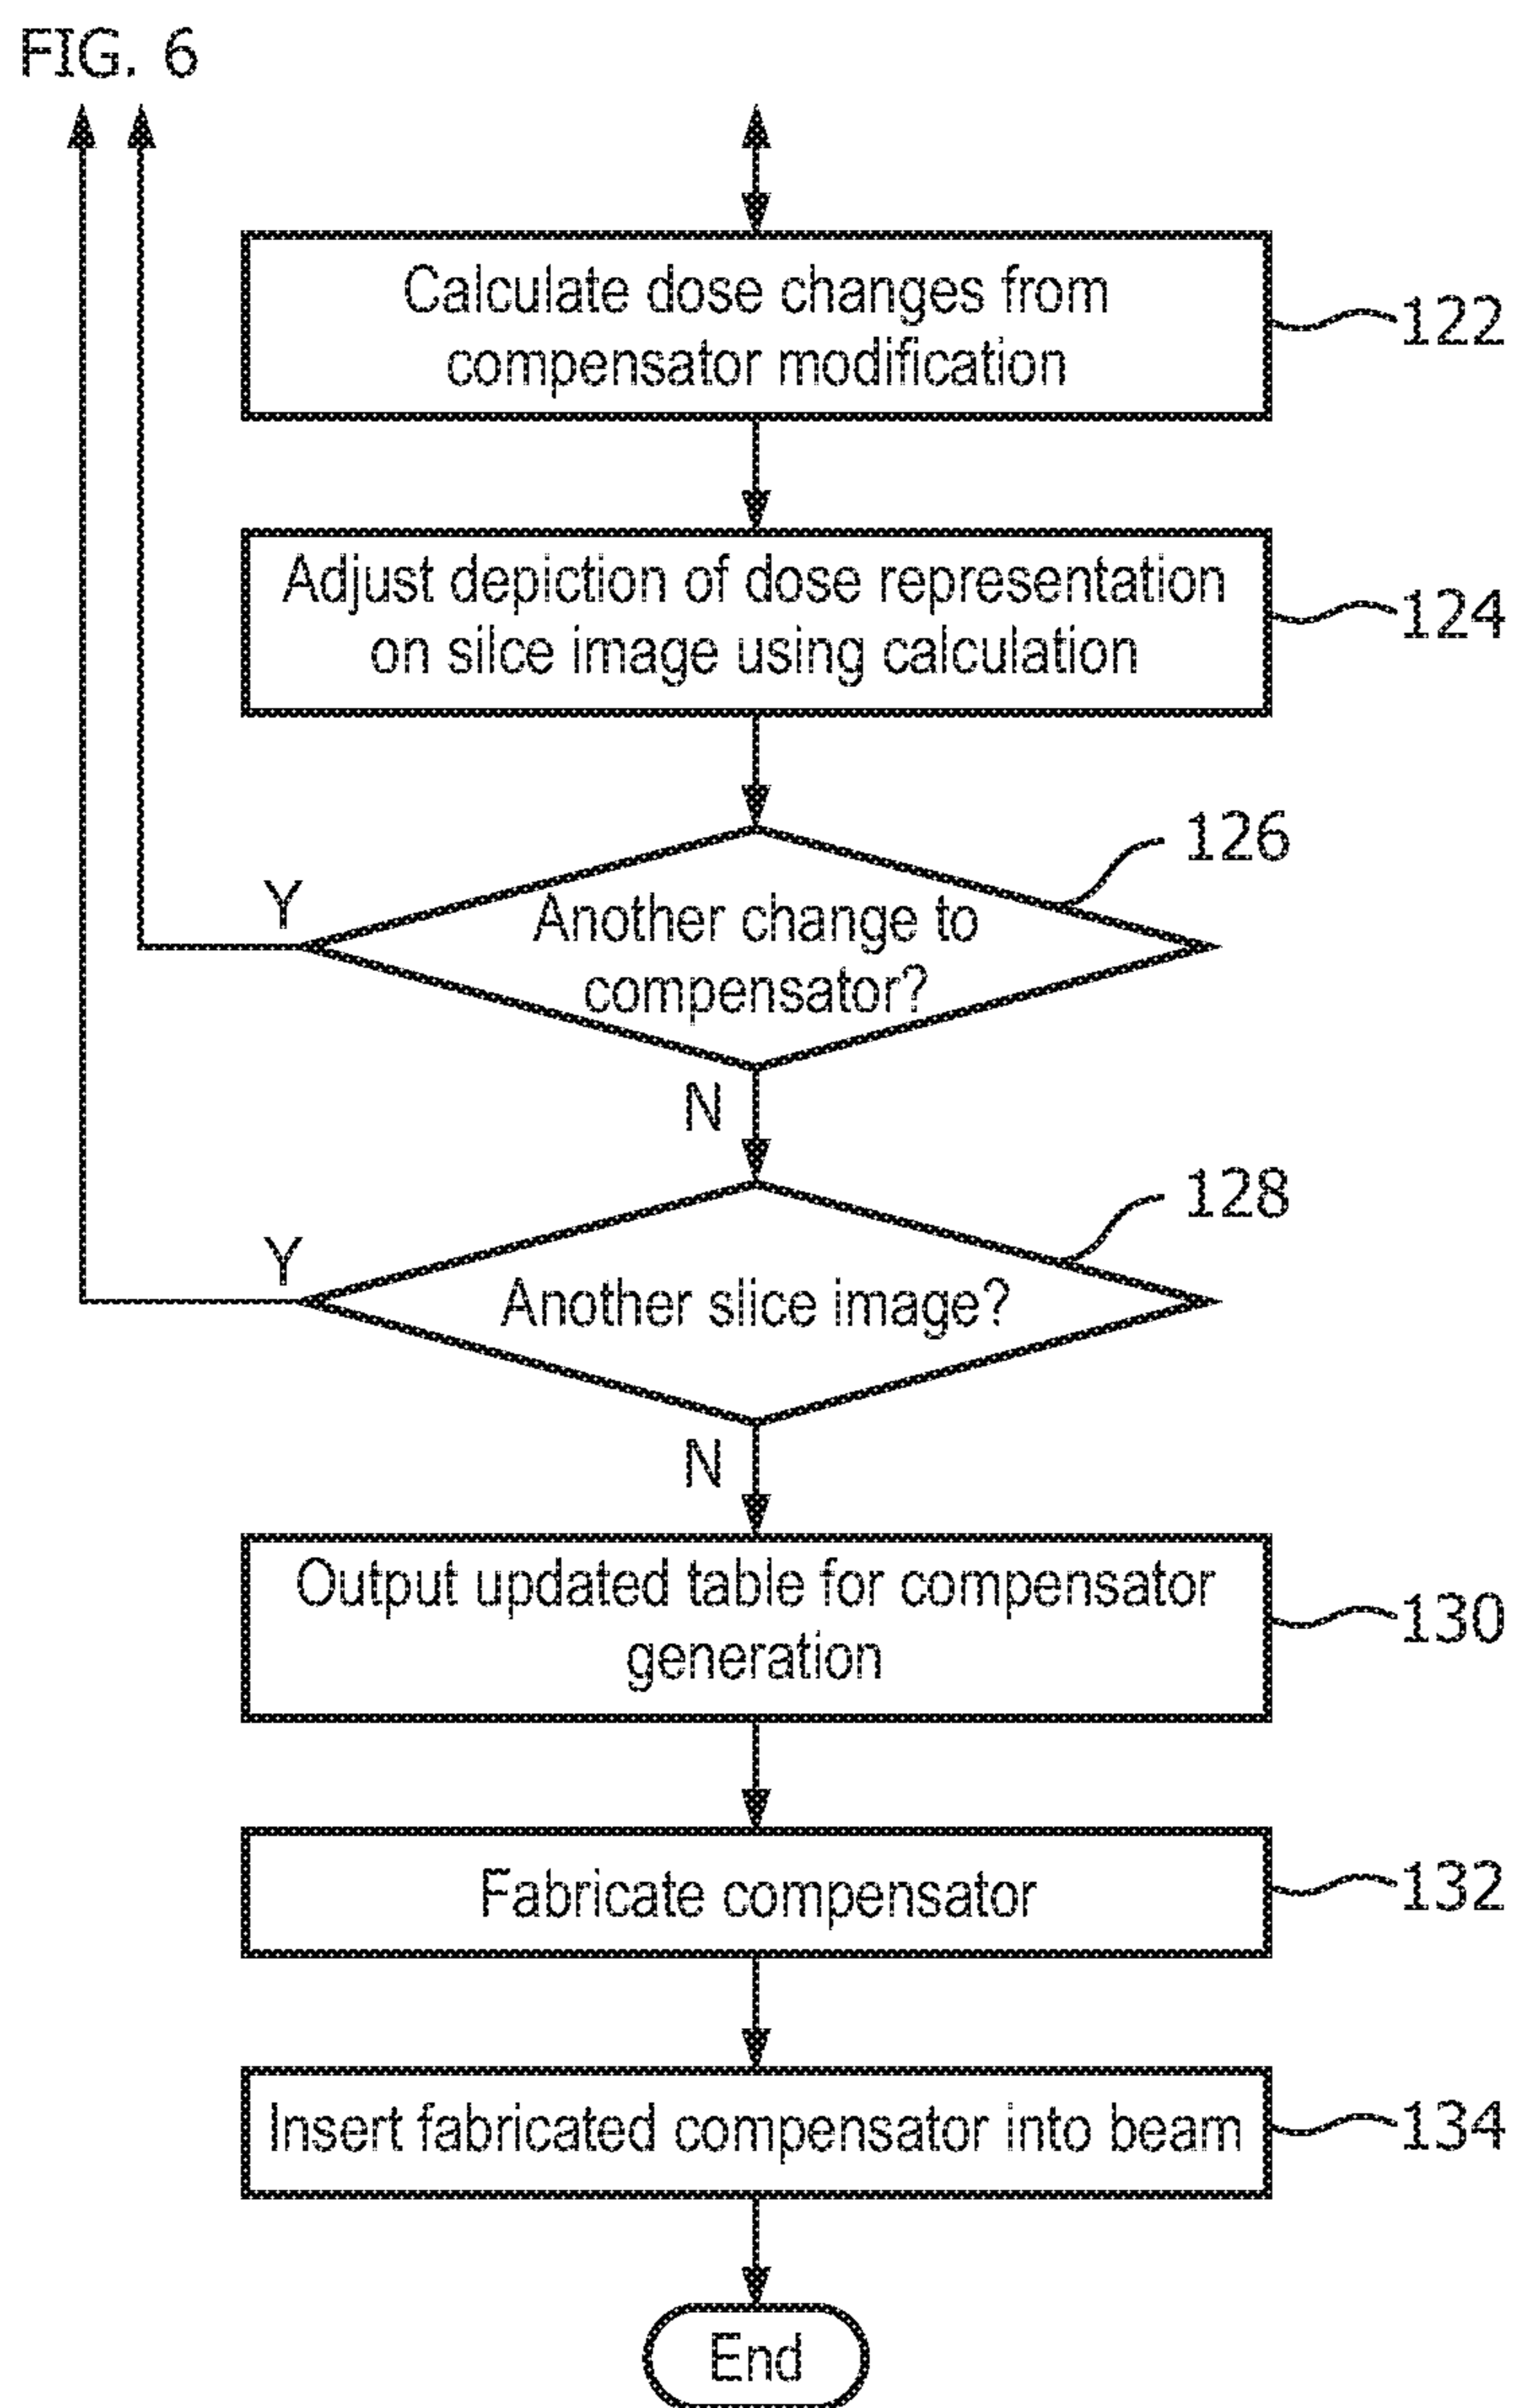 FIG. 6
Calculate dose changes from
compensator modification
122
Adjust depiction of dose representation
on silce image using calculation
124
126
Y
Another change to
compensator?
N
128
Y
Another slice image?
N
Output updated table for compensator
generation
130
Fabricate compensator
132
Insert fabricated compensator into beam
134
End